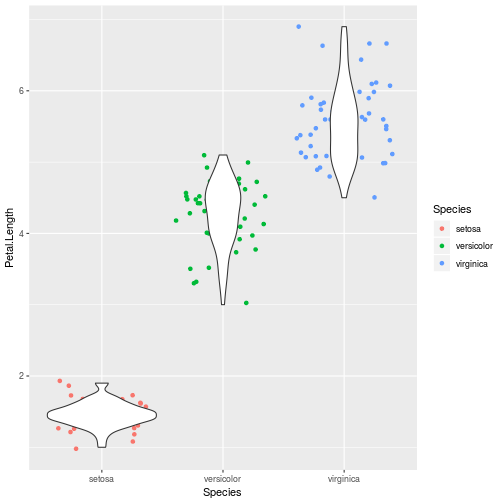 6
4
2
Petal.Length
setosa
versicolor
virginica
Species
Species
setosa
versicolor
virginica